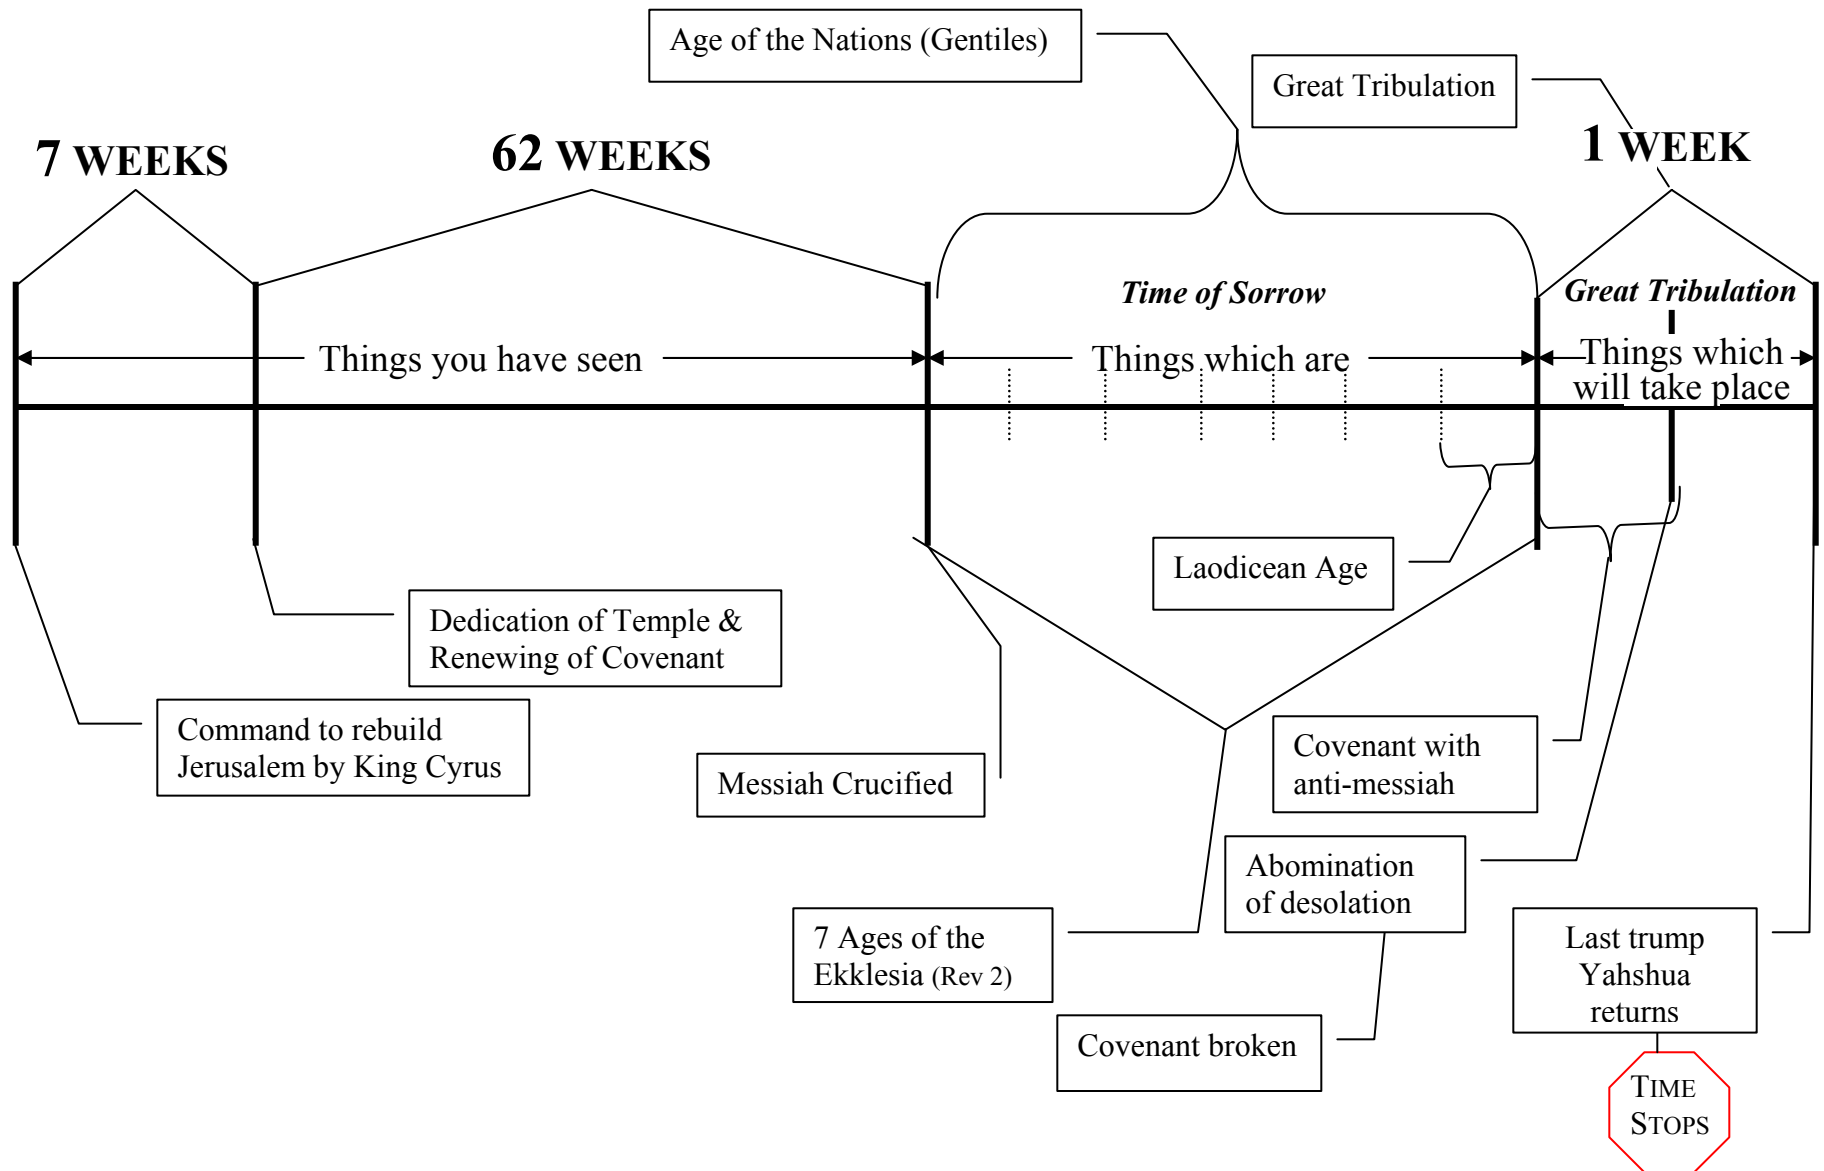 Age of the Nations (Gentiles)
Great Tribulation
7 WEEKS
62 WEEKS
1 WEEK
Time of Sorrow
Great Tribulation
Things you have seen
Things which are
Things which
will take place
Laodicean Age
Dedication of Temple &
Renewing of Covenant
Command to rebuild
Jerusalem by King Cyrus
Messiah Crucified
Covenant with
anti-messiah
Abomination
of desolation
7 Ages of the
Ekklesia (Rev 2)
Last trump
Yahshua
returns
Covenant broken
TIME
STOPS